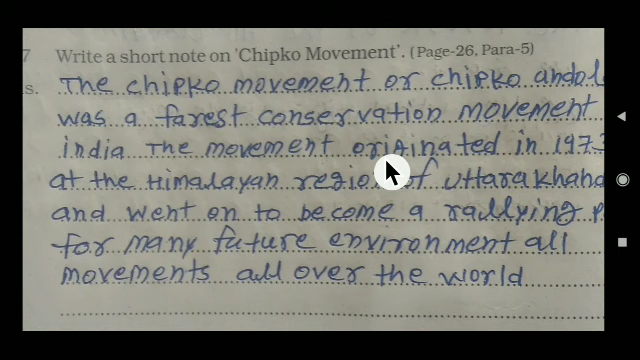 7 Write a short note on 'Chipko Movement'. (Page-26, Para-5)
s. The chipko movement or chipko andol
was a farest conservation movement
india The movement originated in 1973
at the Himalayan region of uttarakhand
and went on to become a rallying p
for many future environment all
movements all over the world